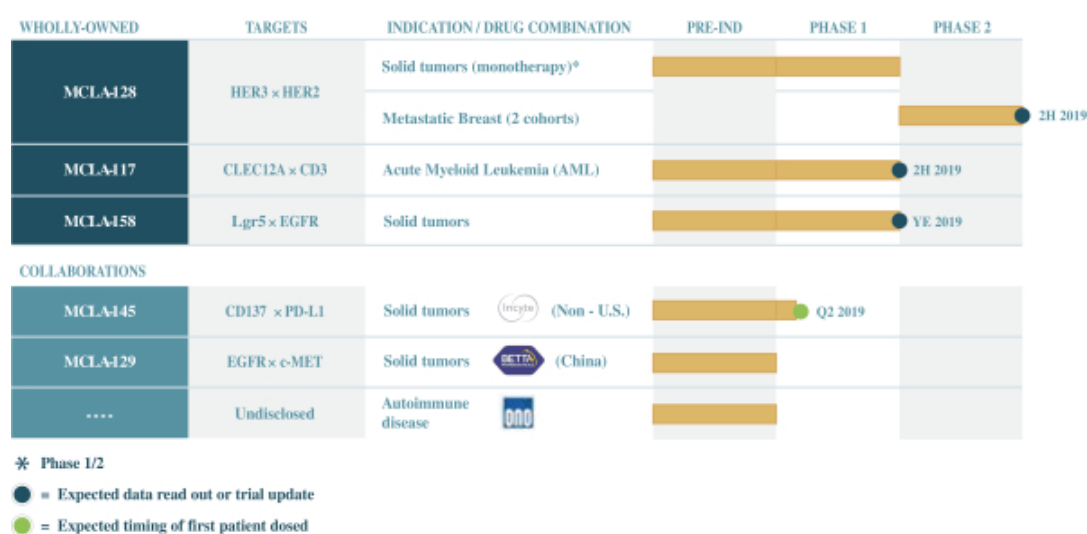 WHOLLY-OWNED TARGETS INDICATION / DRUG COMBINATION PRE-IND PHASE 1 PHASE 2
MCLA-128 HER3 × HER2 Solid tumors (monotherapy)*
Metastatic Breast (2 cohorts) 2H 2019
MCLA-117 CLEC12A × CD3 Acute Myeloid Leukemia (AML) 2H 2019
MCLA-158 Lgr5 × EGFR Solid tumors YE 2019
COLLABORATIONS
MCLA-145 CD137 × PD-L1 Solid tumors Incyte (Non - U.S.) Q2 2019
MCLA-129 EGFR × c-MET Solid tumors BETTA (China)
---- Undisclosed Autoimmune disease ono
* Phase 1/2
= Expected data read out or trial update
= Expected timing of first patient dosed